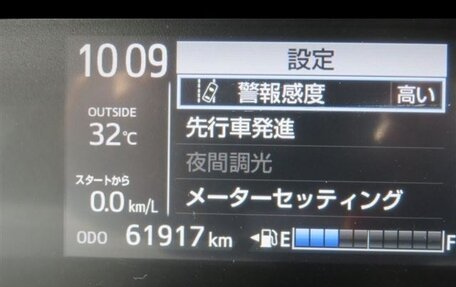 10 09
設定
警報感度 高い
OUTSIDE
32℃
先行車発進
夜間調光
スタートから
0.0 km/L
メーターセッティング
ODO 61917 km
E F